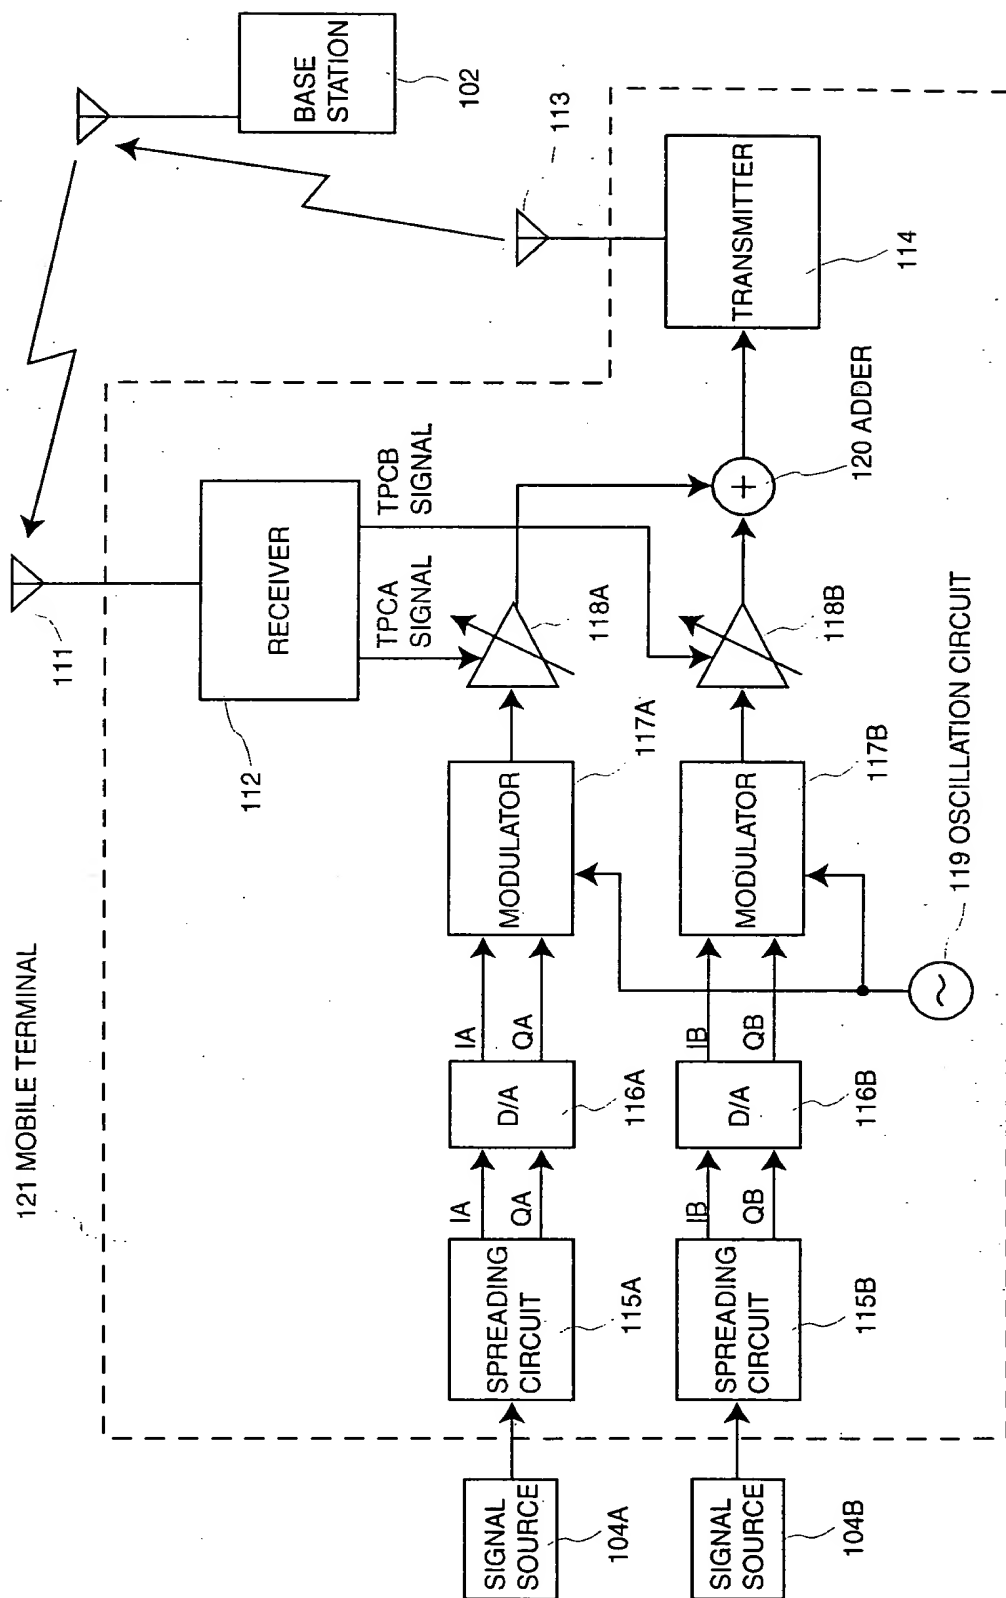 121 MOBILE TERMINAL
111
BASE
STATION
102
113
RECEIVER
112
TPCA
SIGNAL
TPCB
SIGNAL
SIGNAL
SOURCE
104A
SPREADING
CIRCUIT
115A
IA
QA
D/A
116A
IA
QA
MODULATOR
117A
118A
SIGNAL
SOURCE
104B
SPREADING
CIRCUIT
115B
IB
QB
D/A
116B
IB
QB
MODULATOR
117B
118B
+
120 ADDER
TRANSMITTER
114
~
119 OSCILLATION CIRCUIT